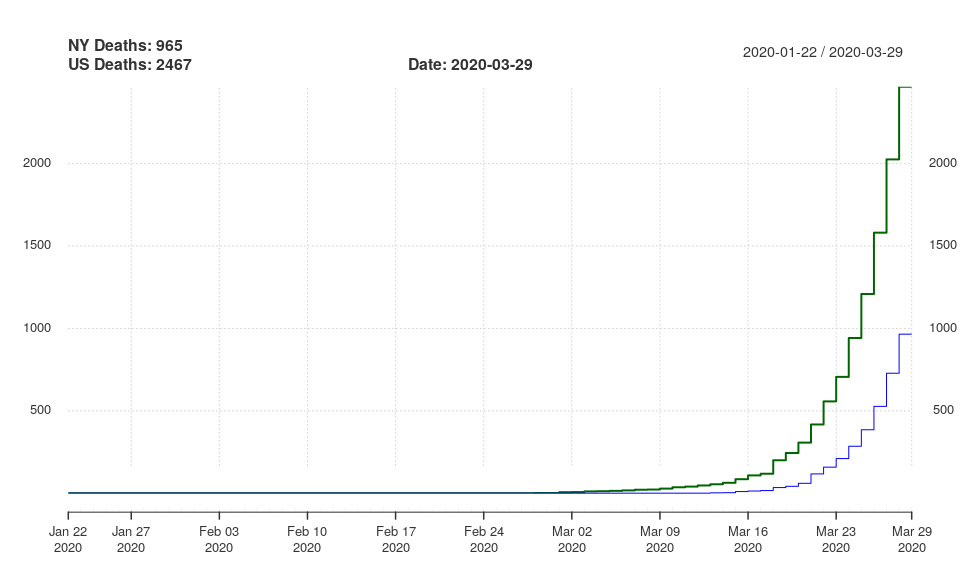 NY Deaths: 965
US Deaths: 2467
Date: 2020-03-29
2020-01-22 / 2020-03-29
2000
2000
1500
1500
1000
1000
500
500
Jan 22
2020
Jan 27
2020
Feb 03
2020
Feb 10
2020
Feb 17
2020
Feb 24
2020
Mar 02
2020
Mar 09
2020
Mar 16
2020
Mar 23
2020
Mar 29
2020